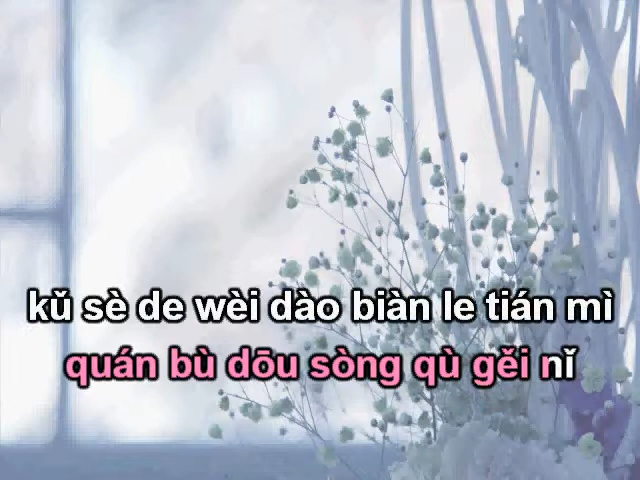 kǔ sè de wèi dào biàn le tián mì
quán bù dōu sòng qù gěi nǐ